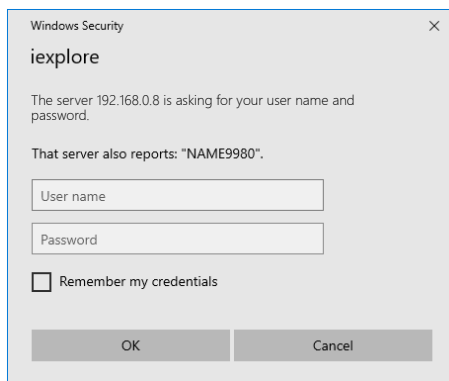 Windows Security
iexplore
The server 192.168.0.8 is asking for your user name and
password.
That server also reports: "NAME9980".
User name
Password
Remember my credentials
OK
Cancel